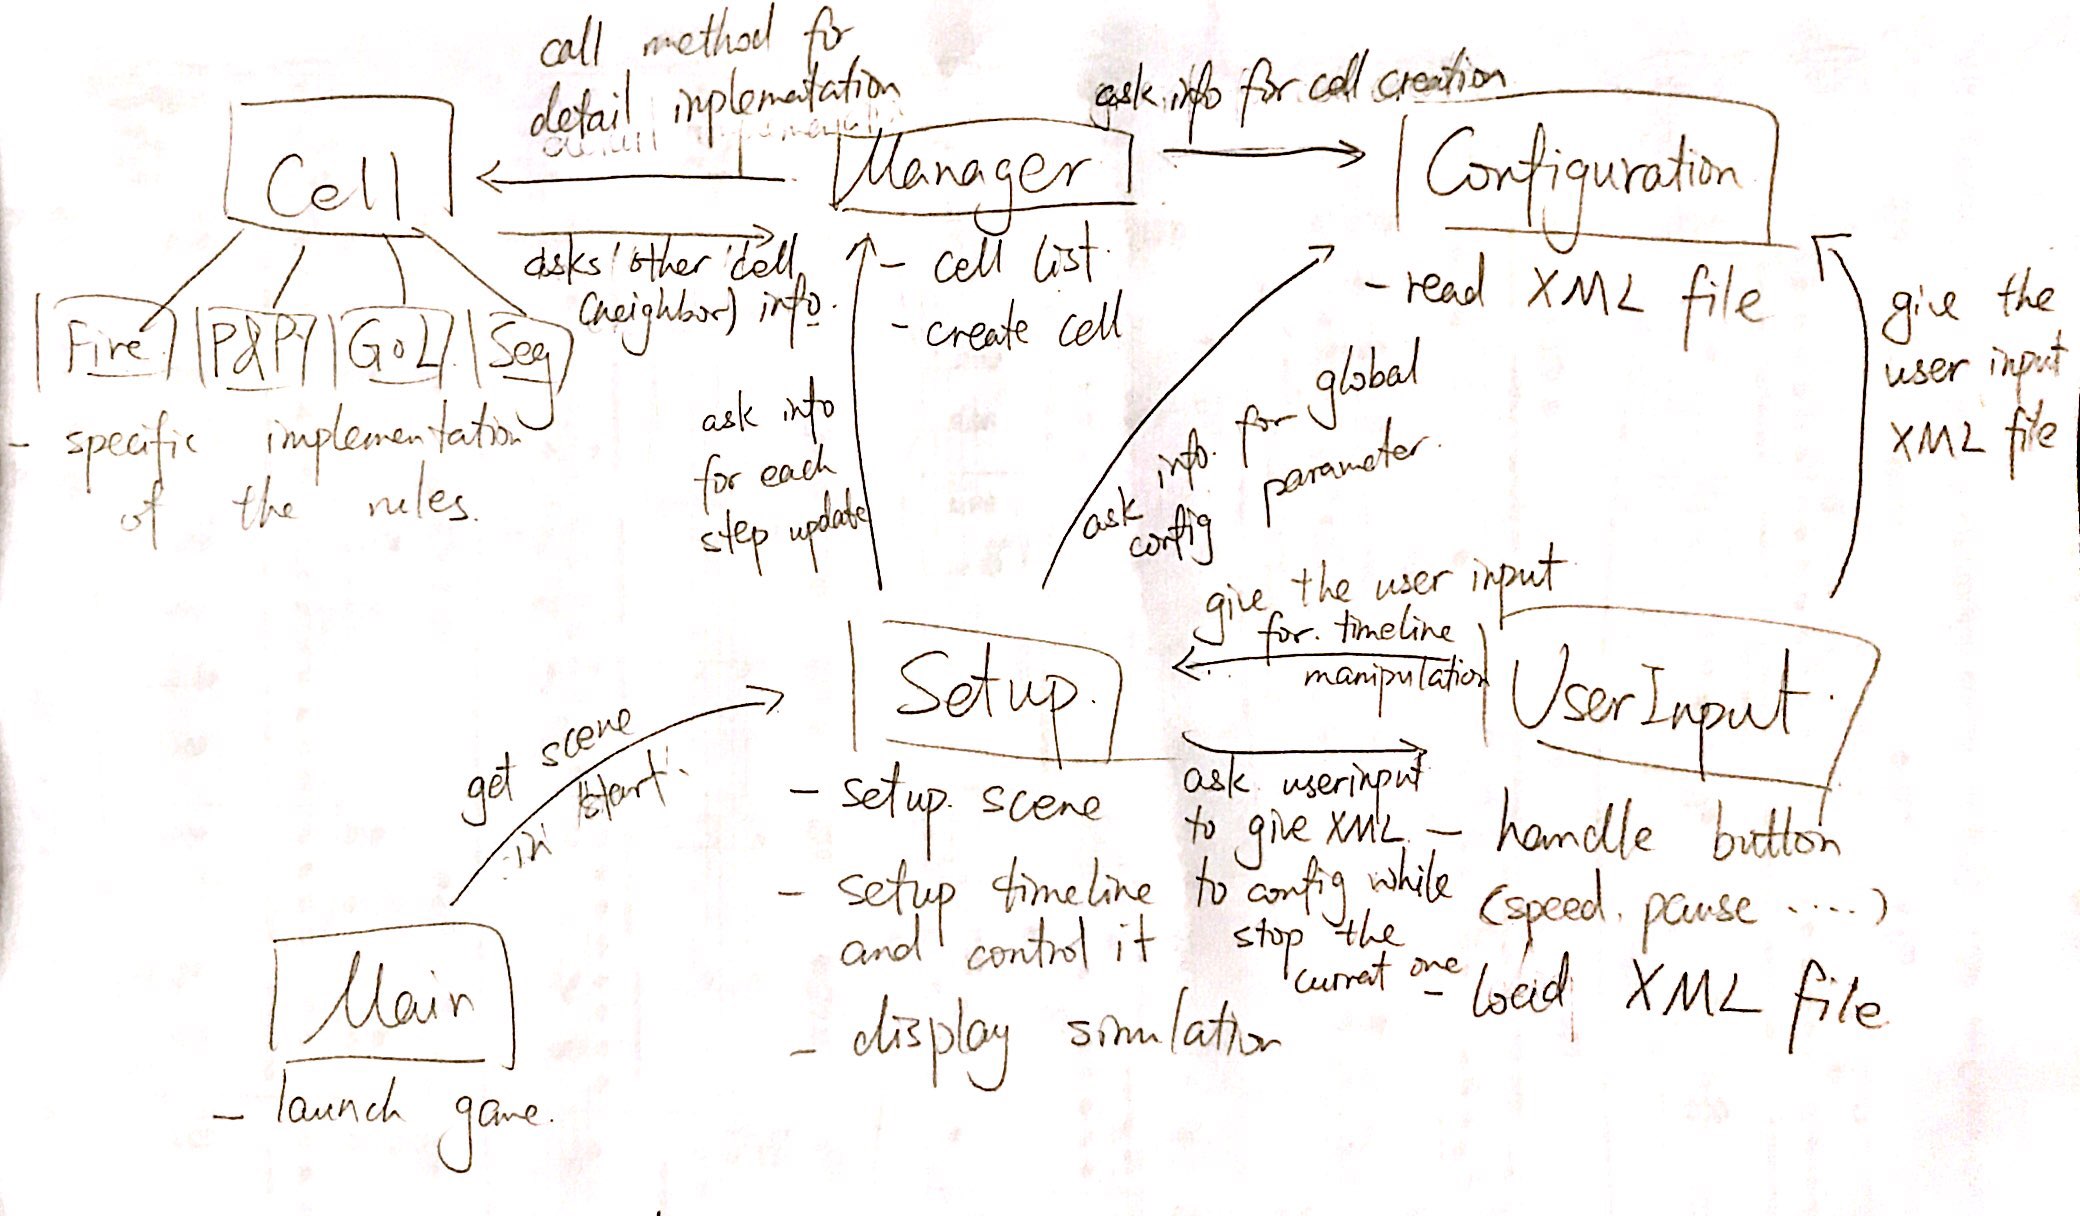 call method for
detail inplementation
Cell
Manager
ask info for cell creation
Configuration
asks other cell
(neighbor) info.
- cell list
- create cell
- read XML file
Fire
P&P
GoL
Seg
- specific implementation
of the rules.
ask info
for each
step update
ask info for global
config parameter.
give the
user input
XML file
Setup.
give the user input
for timeline
manipulation
UserInput
get scene
in 'start'.
- setup scene
- setup timeline
and control it
- display simulation
ask userinput
to give XML
to config while
stop the
current one
- handle button
(speed. pause ....)
- load XML file
Main
- launch game.